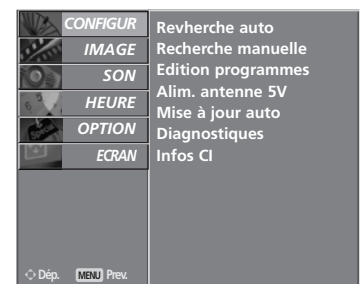 CONFIGUR
IMAGE
SON
HEURE
OPTION
ECRAN
Revherche auto
Recherche manuelle
Edition programmes
Alim. antenne 5V
Mise à jour auto
Diagnostiques
Infos CI
Dép. MENU Prev.